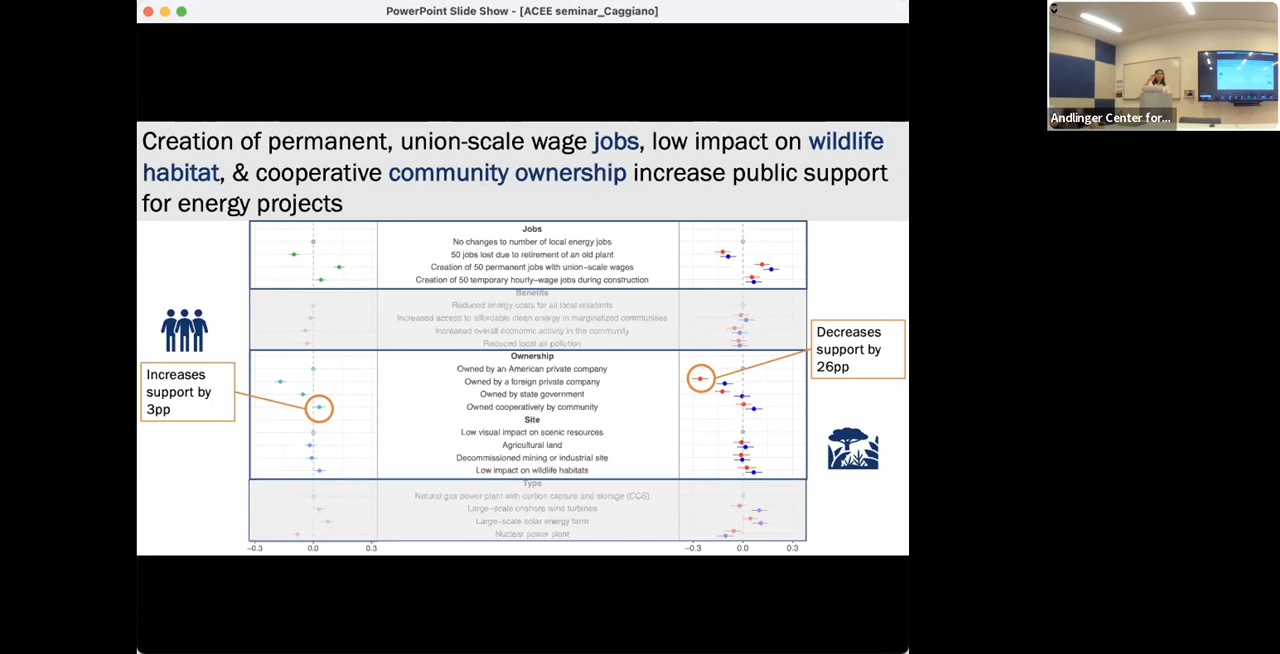 PowerPoint Slide Show - [ACEE seminar_Caggiano]
Andlinger Center for...
Creation of permanent, union-scale wage jobs, low impact on wildlife
habitat, & cooperative community ownership increase public support
for energy projects
Jobs
No changes to number of local energy jobs
50 jobs lost due to retirement of an old plant
Creation of 50 permanent jobs with union-scale wages
Creation of 50 temporary hourly-wage jobs during construction
Benefits
Reduced energy costs for all local residents
Increased access to affordable clean energy in marginalized communities
Increased overall economic activity in the community
Reduced local air pollution
Ownership
Owned by an American private company
Owned by a foreign private company
Owned by state government
Owned cooperatively by community
Site
Low visual impact on scenic resources
Agricultural land
Decommissioned mining or industrial site
Low impact on wildlife habitats
Type
Natural gas power plant with carbon capture and storage (CCS)
Large-scale onshore wind turbines
Large-scale solar energy farm
Nuclear power plant
Increases
support by
3pp
Decreases
support by
26pp
-0.3 0.0 0.3
-0.3 0.0 0.3